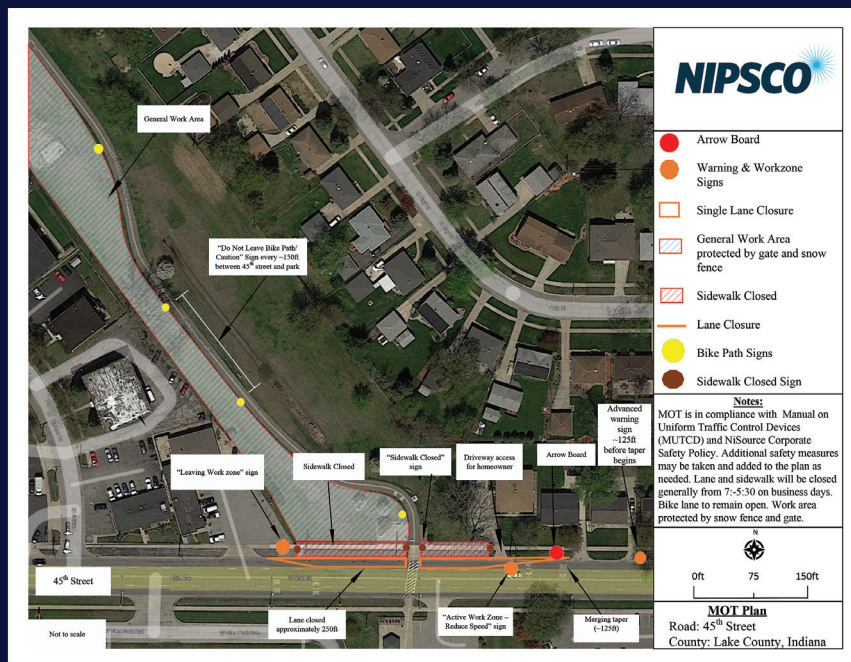 General Work Area
"Do Not Leave Bike Path/
Caution" Sign every ~150ft
between 45th street and park
"Leaving Work zone" sign
Sidewalk Closed
"Sidewalk Closed"
sign
Driveway access
for homeowner
Arrow Board
Advanced
warning
sign
~125ft
before taper
begins
45th Street
Not to scale
Lane closed
approximately 250ft
"Active Work Zone –
Reduce Speed" sign
Merging taper
(~125ft)
NIPSCO
Arrow Board
Warning & Workzone
Signs
Single Lane Closure
General Work Area
protected by gate and snow
fence
Sidewalk Closed
Lane Closure
Bike Path Signs
Sidewalk Closed Sign
Notes:
MOT is in compliance with Manual on
Uniform Traffic Control Devices
(MUTCD) and NiSource Corporate
Safety Policy. Additional safety measures
may be taken and added to the plan as
needed. Lane and sidewalk will be closed
generally from 7:-5:30 on business days.
Bike lane to remain open. Work area
protected by snow fence and gate.
N
0ft 75 150ft
MOT Plan
Road: 45th Street
County: Lake County, Indiana